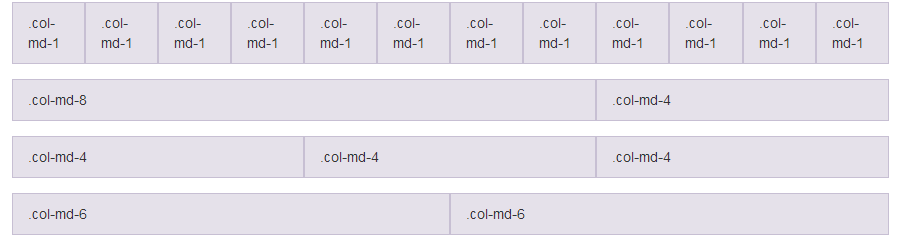 .col- .col- .col- .col- .col- .col- .col- .col- .col- .col- .col- .col-
md-1 md-1 md-1 md-1 md-1 md-1 md-1 md-1 md-1 md-1 md-1 md-1
.col-md-8 .col-md-4
.col-md-4 .col-md-4 .col-md-4
.col-md-6 .col-md-6